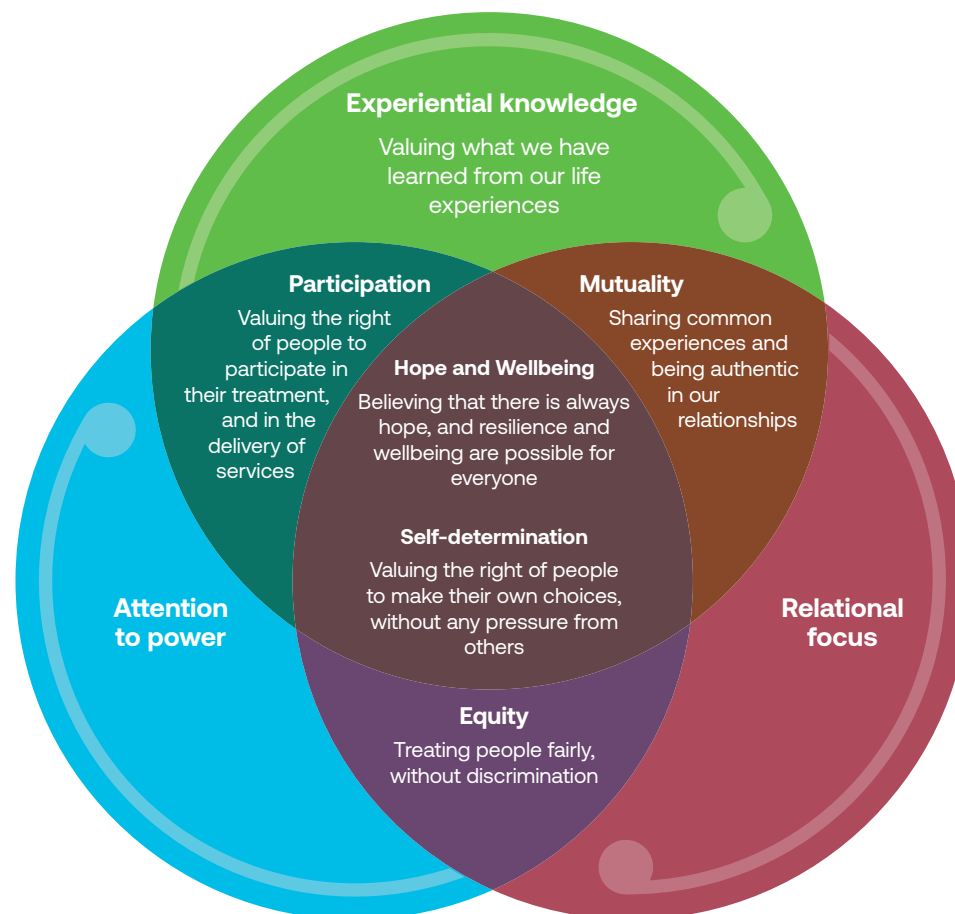 Experiential knowledge
Valuing what we have
learned from our life
experiences
Participation
Valuing the right
of people to
participate in
their treatment,
and in the
delivery of
services
Mutuality
Sharing common
experiences and
being authentic
in our
relationships
Hope and Wellbeing
Believing that there is always
hope, and resilience and
wellbeing are possible for
everyone
Self-determination
Valuing the right of people
to make their own choices,
without any pressure from
others
Attention
to power
Relational
focus
Equity
Treating people fairly,
without discrimination